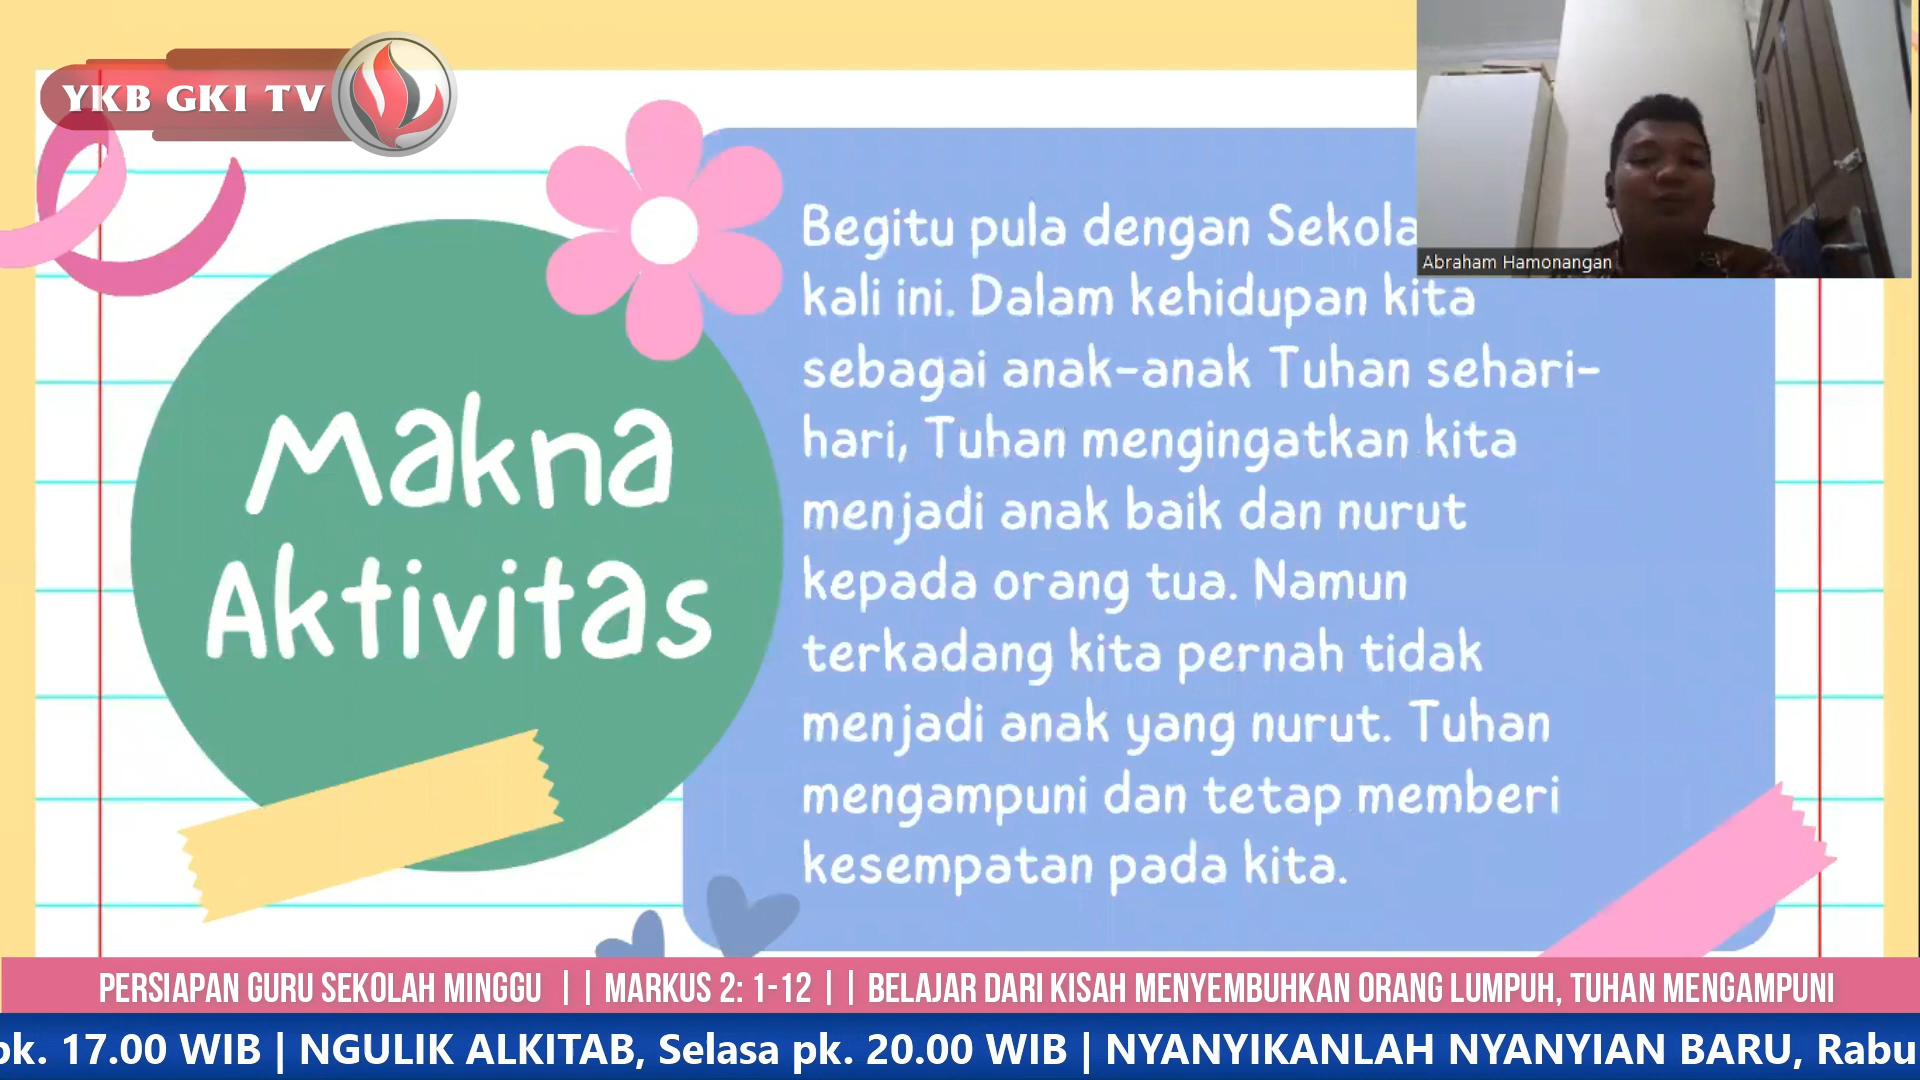 YKB GKI TV
Abraham Hamonangan
Makna
Aktivitas
Begitu pula dengan
kali ini. Dalam kehidupan kita
sebagai anak-anak Tuhan sehari-
hari, Tuhan mengingatkan kita
menjadi anak baik dan nurut
kepada orang tua. Namun
terkadang kita pernah tidak
menjadi anak yang nurut. Tuhan
mengampuni dan tetap memberi
kesempatan pada kita.
PERSIAPAN GURU SEKOLAH MINGGU || MARKUS 2: 1-12 || BELAJAR DARI KISAH MENYEMBUHKAN ORANG LUMPUH, TUHAN MENGAMPUNI
pk. 17.00 WIB | NGULIK ALKITAB, Selasa pk. 20.00 WIB | NYANYIKANLAH NYANYIAN BARU, Rabu